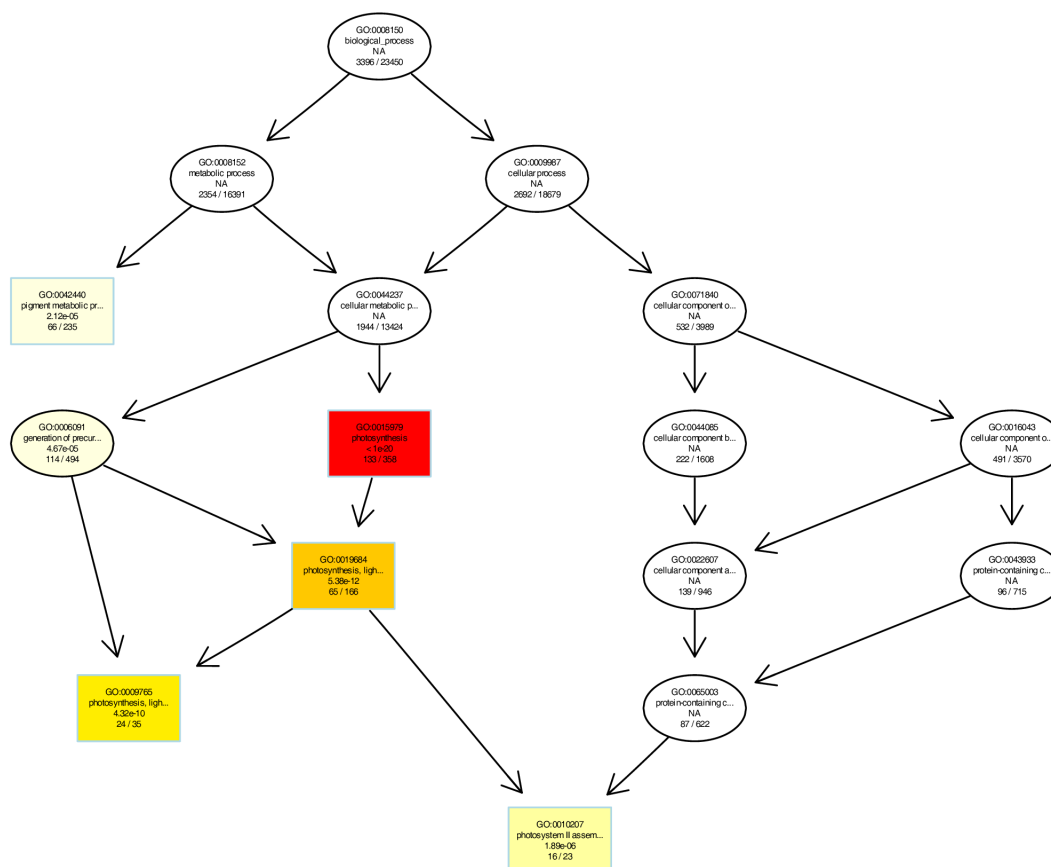 GO:0008150
biological_process
NA
3396 / 23450
GO:0008152
metabolic process
NA
2354 / 16391
GO:0009987
cellular process
NA
2692 / 18679
GO:0042440
pigment metabolic pr...
2.12e-05
66 / 235
GO:0044237
cellular metabolic p...
NA
1944 / 13424
GO:0071840
cellular component o...
NA
532 / 3989
GO:0006091
generation of precur...
4.67e-05
114 / 494
GO:0015979
photosynthesis
< 1e-20
133 / 358
GO:0044085
cellular component b...
NA
222 / 1608
GO:0016043
cellular component o...
NA
491 / 3570
GO:0019684
photosynthesis, ligh...
5.38e-12
65 / 166
GO:0022607
cellular component a...
NA
139 / 946
GO:0043933
protein-containing c...
NA
96 / 715
GO:0009765
photosynthesis, ligh...
4.32e-10
24 / 35
GO:0065003
protein-containing c...
NA
87 / 622
GO:0010207
photosystem II assem...
1.89e-06
16 / 23